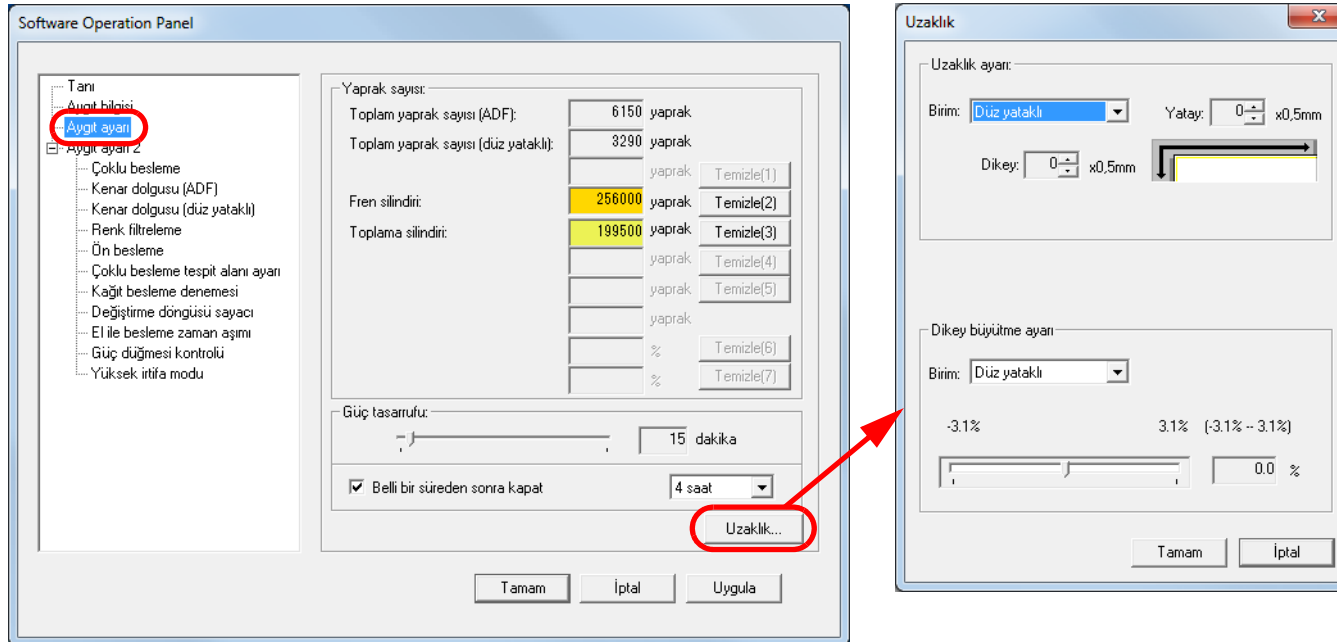 Software Operation Panel
Tanı
Aygıt bilgisi
Aygıt ayarı
Aygıt ayarı 2
Çoklu besleme
Kenar dolgusu (ADF)
Kenar dolgusu (düz yataklı)
Renk filtreleme
Ön besleme
Çoklu besleme tespit alanı ayarı
Kağıt besleme denemesi
Değiştirme döngüsü sayacı
El ile besleme zaman aşımı
Güç düğmesi kontrolü
Yüksek irtifa modu
Yaprak sayısı:
Toplam yaprak sayısı (ADF): 6150 yaprak
Toplam yaprak sayısı (düz yataklı): 3290 yaprak
yaprak Temizle(1)
Fren silindiri: 256000 yaprak Temizle(2)
Toplama silindiri: 199500 yaprak Temizle(3)
yaprak Temizle(4)
yaprak Temizle(5)
yaprak
% Temizle(6)
% Temizle(7)
Güç tasarrufu:
15 dakika
Belli bir süreden sonra kapat 4 saat
Uzaklık...
Tamam İptal Uygula
Uzaklık
Uzaklık ayarı:
Birim: Düz yataklı Yatay: 0 x0,5mm
Dikey: 0 x0,5mm
Dikey büyütme ayarı
Birim: Düz yataklı
-3.1% 3.1% (-3.1% -- 3.1%)
0.0 %
Tamam İptal